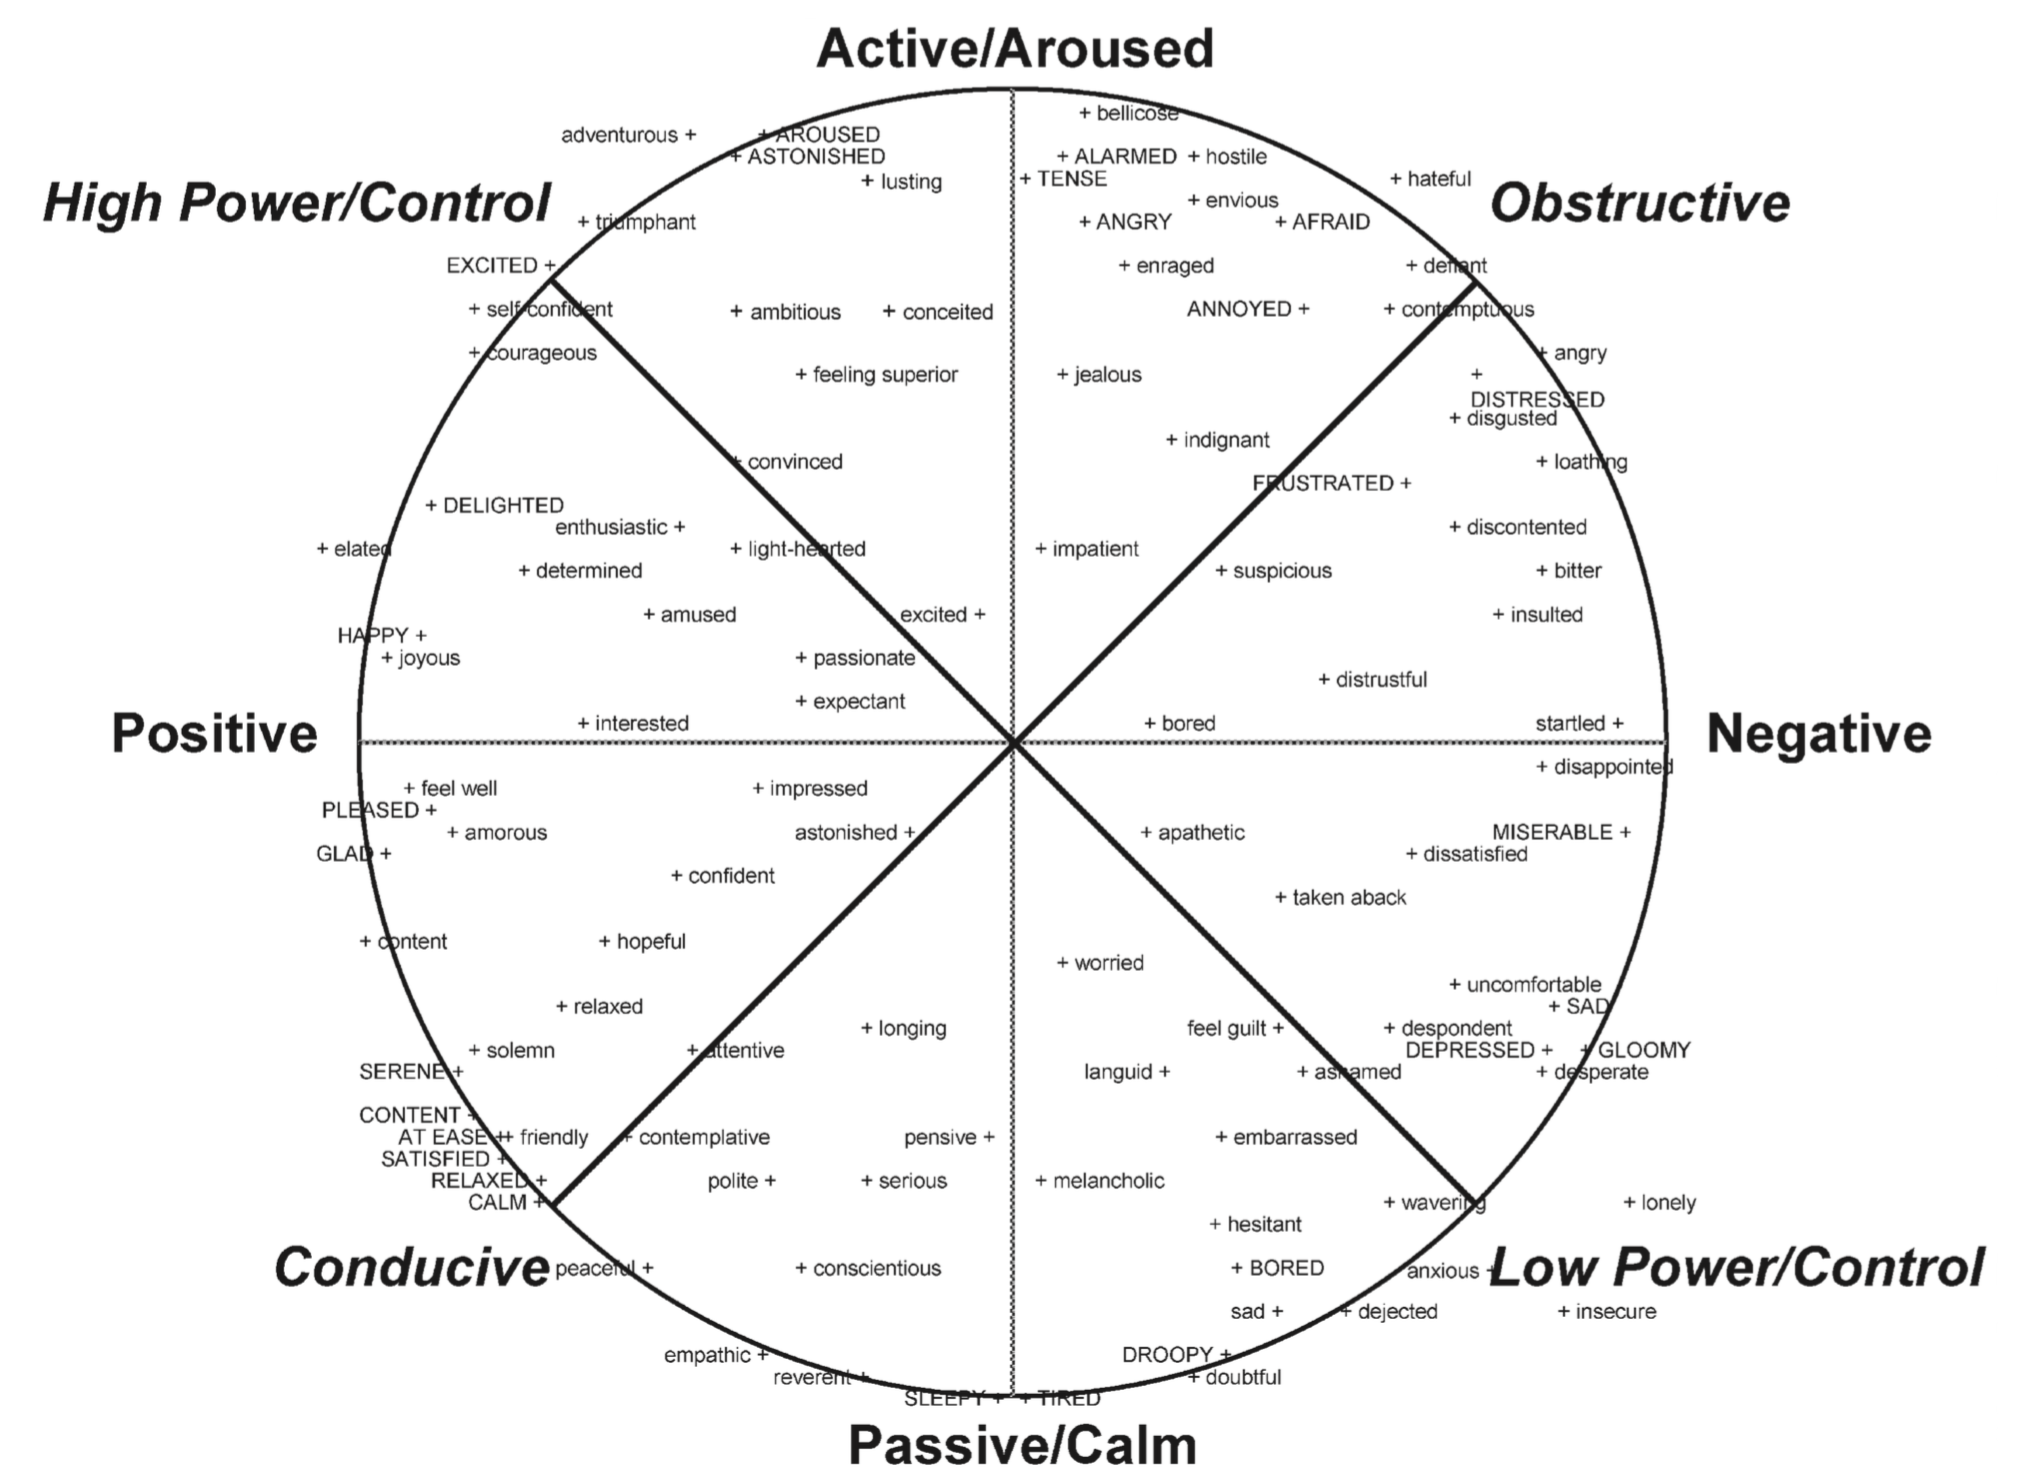 Active/Aroused
+ bellicose
adventurous +
+ AROUSED
+ ASTONISHED
+ ALARMED
+ hostile
+ lusting
+ TENSE
+ hateful
High Power/Control
Obstructive
+ envious
+ triumphant
+ ANGRY
+ AFRAID
EXCITED +
+ enraged
+ defiant
+ self-confident
+ ambitious
+ conceited
ANNOYED +
+ contemptuous
+ courageous
+ angry
+ feeling superior
+ jealous
+
DISTRESSED
+ disgusted
+ indignant
+ convinced
+ loathing
FRUSTRATED +
+ DELIGHTED
enthusiastic +
+ discontented
+ elated
+ light-hearted
+ impatient
+ determined
+ suspicious
+ bitter
+ amused
excited +
+ insulted
HAPPY +
+ joyous
+ passionate
+ distrustful
+ expectant
+ interested
+ bored
startled +
Positive
Negative
+ disappointed
+ feel well
+ impressed
PLEASED +
+ amorous
astonished +
+ apathetic
MISERABLE +
GLAD +
+ dissatisfied
+ confident
+ taken aback
+ content
+ hopeful
+ worried
+ uncomfortable
+ relaxed
+ SAD
+ longing
feel guilt +
+ despondent
+ solemn
+ attentive
DEPRESSED +
+ GLOOMY
SERENE +
languid +
+ ashamed
+ desperate
CONTENT +
AT EASE +
+ friendly
+ contemplative
pensive +
+ embarrassed
SATISFIED +
RELAXED +
polite +
+ serious
+ melancholic
CALM +
+ wavering
+ lonely
+ hesitant
Conducive
peaceful +
+ conscientious
+ BORED
anxious +
Low Power/Control
sad +
+ dejected
+ insecure
empathic +
DROOPY +
reverent +
+ doubtful
SLEEPY +
+ TIRED
Passive/Calm